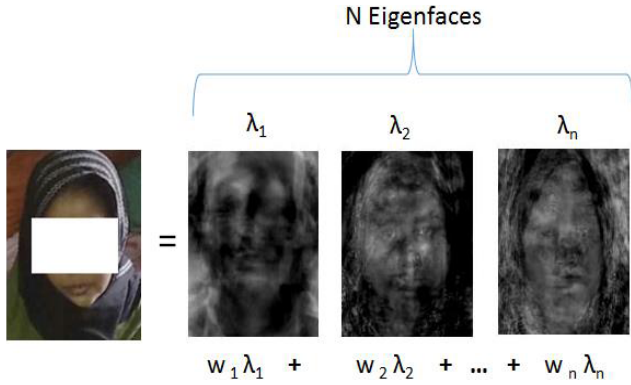 N Eigenfaces
λ₁ λ₂ λₙ
=
w₁λ₁ + w₂λ₂ + ... + wₙλₙ